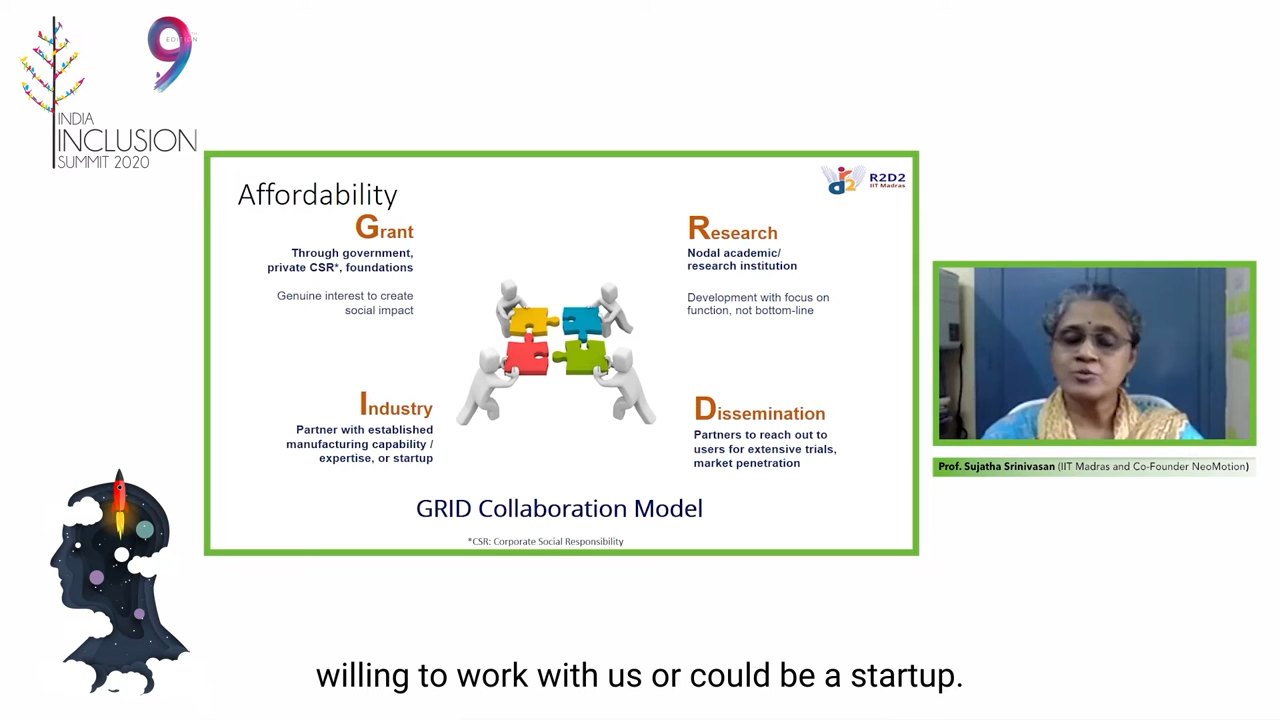 9
EDITION
INDIA
INCLUSION
SUMMIT 2020
Affordability
R2D2
IIT Madras
Grant
Through government,
private CSR*, foundations
Genuine interest to create
social impact
Research
Nodal academic/
research institution
Development with focus on
function, not bottom-line
Industry
Partner with established
manufacturing capability /
expertise, or startup
Dissemination
Partners to reach out to
users for extensive trials,
market penetration
GRID Collaboration Model
*CSR: Corporate Social Responsibility
Prof. Sujatha Srinivasan (IIT Madras and Co-Founder NeoMotion)
willing to work with us or could be a startup.